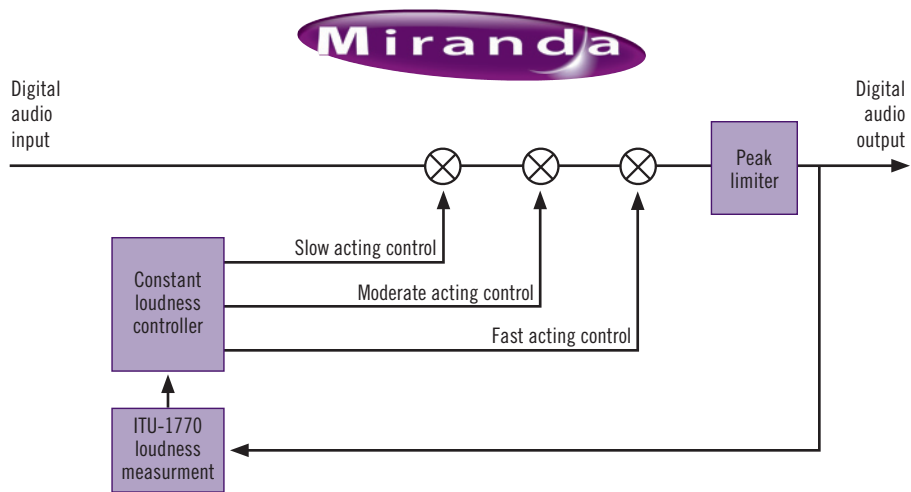 Miranda
Digital
audio
input
Digital
audio
output
Peak
limiter
Slow acting control
Constant
loudness
controller
Moderate acting control
Fast acting control
ITU-1770
loudness
measurment